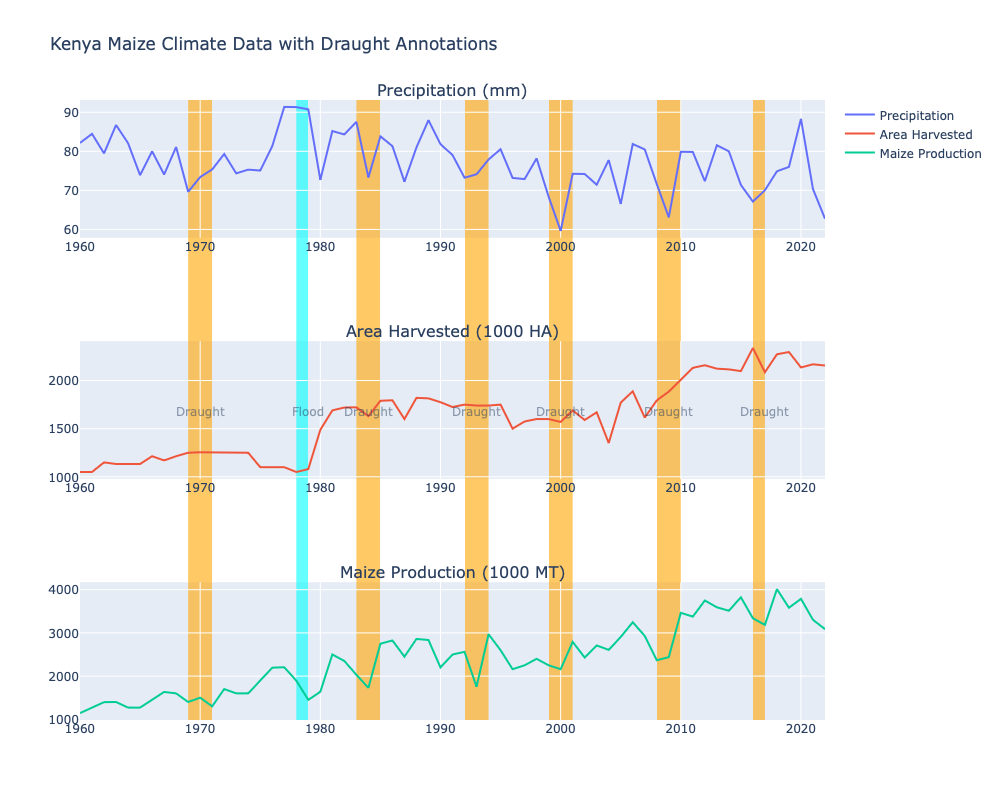 Kenya Maize Climate Data with Draught Annotations
Precipitation (mm)
90
80
70
60
1960 1970 1980 1990 2000 2010 2020
Precipitation
Area Harvested
Maize Production
Area Harvested (1000 HA)
2000
1500
1000
Draught Flood Draught Draught Draught Draught Draught
1960 1970 1980 1990 2000 2010 2020
Maize Production (1000 MT)
4000
3000
2000
1000
1960 1970 1980 1990 2000 2010 2020